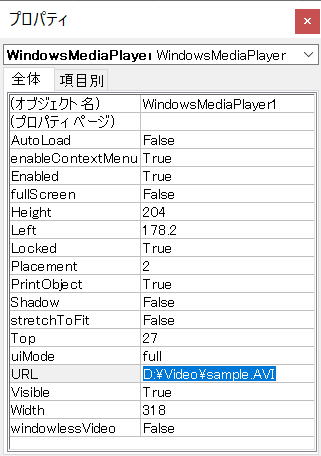 プロパティ
WindowsMediaPlayer1 WindowsMediaPlayer
全体 項目別
(オブジェクト名) WindowsMediaPlayer1
(プロパティ ページ)
AutoLoad False
enableContextMenu True
Enabled True
fullScreen False
Height 204
Left 178.2
Locked True
Placement 2
PrintObject True
Shadow False
stretchToFit False
Top 27
uiMode full
URL D:¥Video¥sample.AVI
Visible True
Width 318
windowlessVideo False